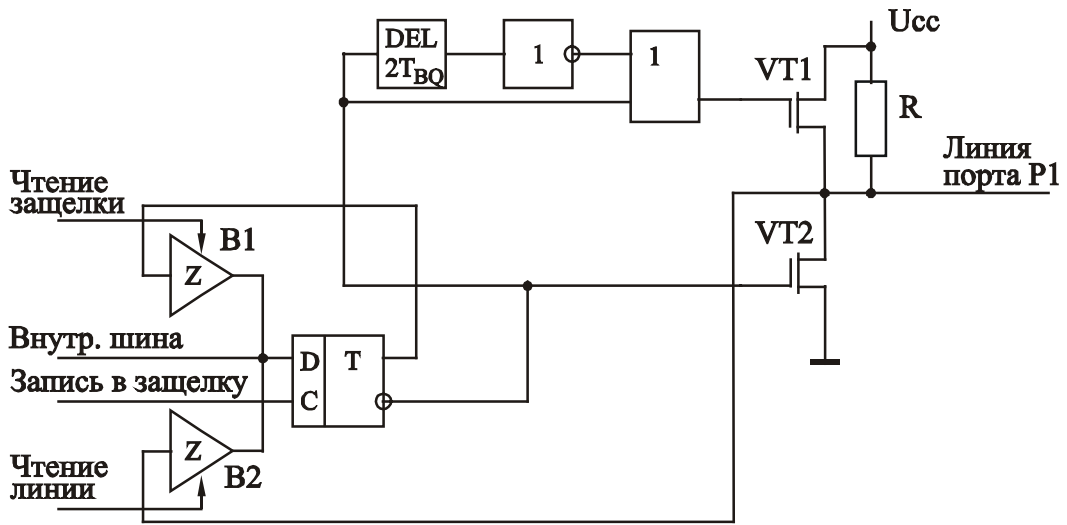 DEL
2T_BQ
1
1
Ucc
VT1
R
Линия
порта P1
Чтение
защелки
B1
Z
VT2
Внутр. шина
D
T
Запись в защелку
C
Z
Чтение
линии
B2